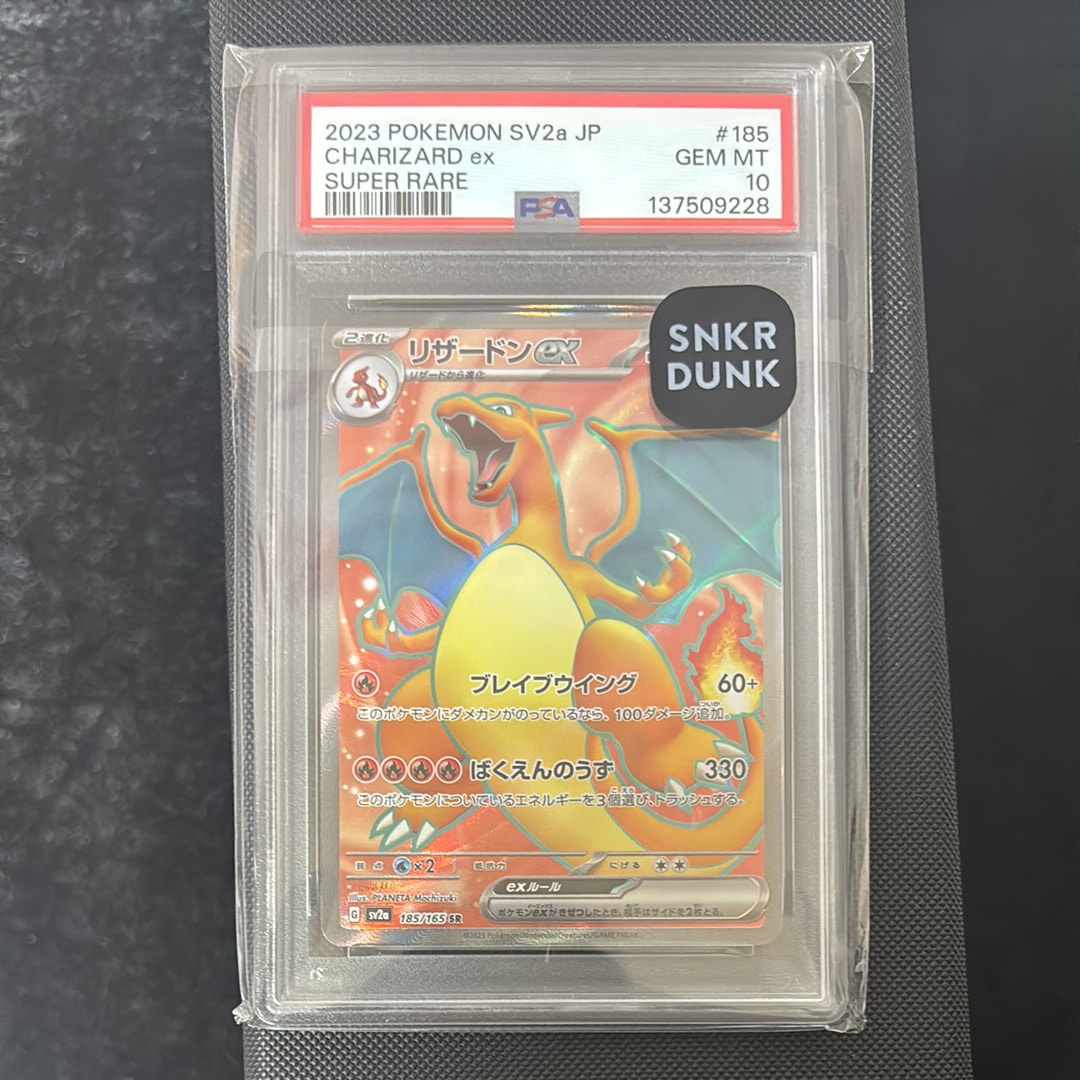 2023 POKEMON SV2a JP #185
CHARIZARD ex GEM MT
SUPER RARE 10
PSA 137509228
SNKR
DUNK
2進化 リザードンex
リザードから進化
ブレイブウイング 60+
このポケモンにダメカンがのっているなら、100ダメージ追加。
ばくえんのうず 330
このポケモンについているエネルギーを3個選び、トラッシュする。
弱点 ×2 抵抗力 にげる
exルール
ポケモンexがきぜつしたとき、相手はサイドを2枚とる。
Illus. PLANETA Mochizuki
G sv2a 185/165 SR